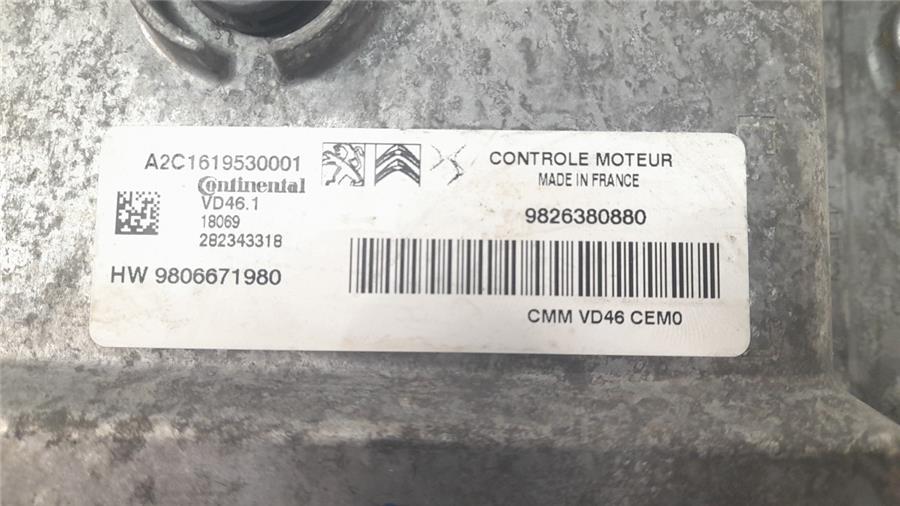 A2C1619530001
Continental
VD46.1
18069
282343318
HW 9806671980
CONTROLE MOTEUR
MADE IN FRANCE
9826380880
CMM VD46 CEM0